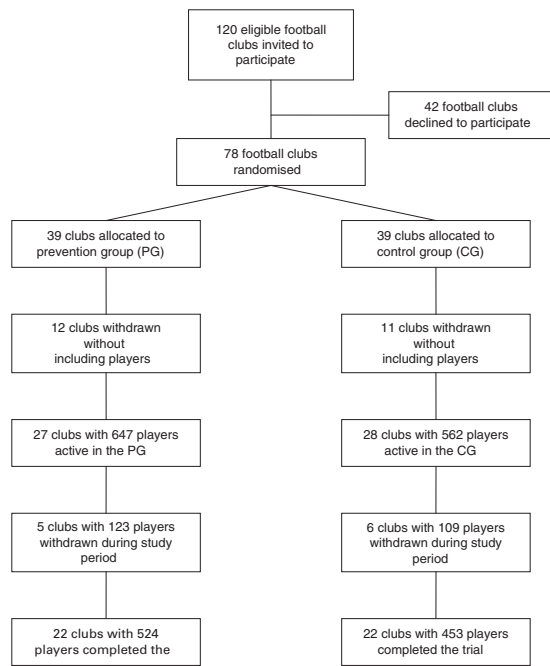 120 eligible football
clubs invited to
participate
42 football clubs
declined to participate
78 football clubs
randomised
39 clubs allocated to
prevention group (PG)
39 clubs allocated to
control group (CG)
12 clubs withdrawn
without
including players
11 clubs withdrawn
without
including players
27 clubs with 647 players
active in the PG
28 clubs with 562 players
active in the CG
5 clubs with 123 players
withdrawn during study
period
6 clubs with 109 players
withdrawn during study
period
22 clubs with 524
players completed the
22 clubs with 453 players
completed the trial